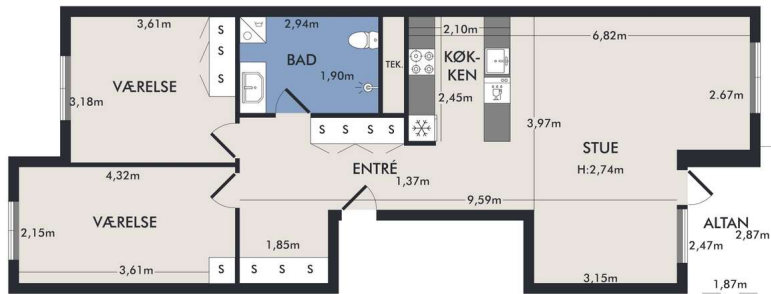 3,61m
S
S
S
VÆRELSE
3,18m
2,94m
BAD
1,90m
TEK.
2,10m
KØK-
KEN
2,45m
6,82m
2.67m
3,97m
STUE
H:2,74m
S S S S
ENTRÉ
1,37m
9,59m
4,32m
VÆRELSE
2,15m
3,61m
S
1,85m
S S S
3,15m
ALTAN
2,87m
2,47m
1,87m